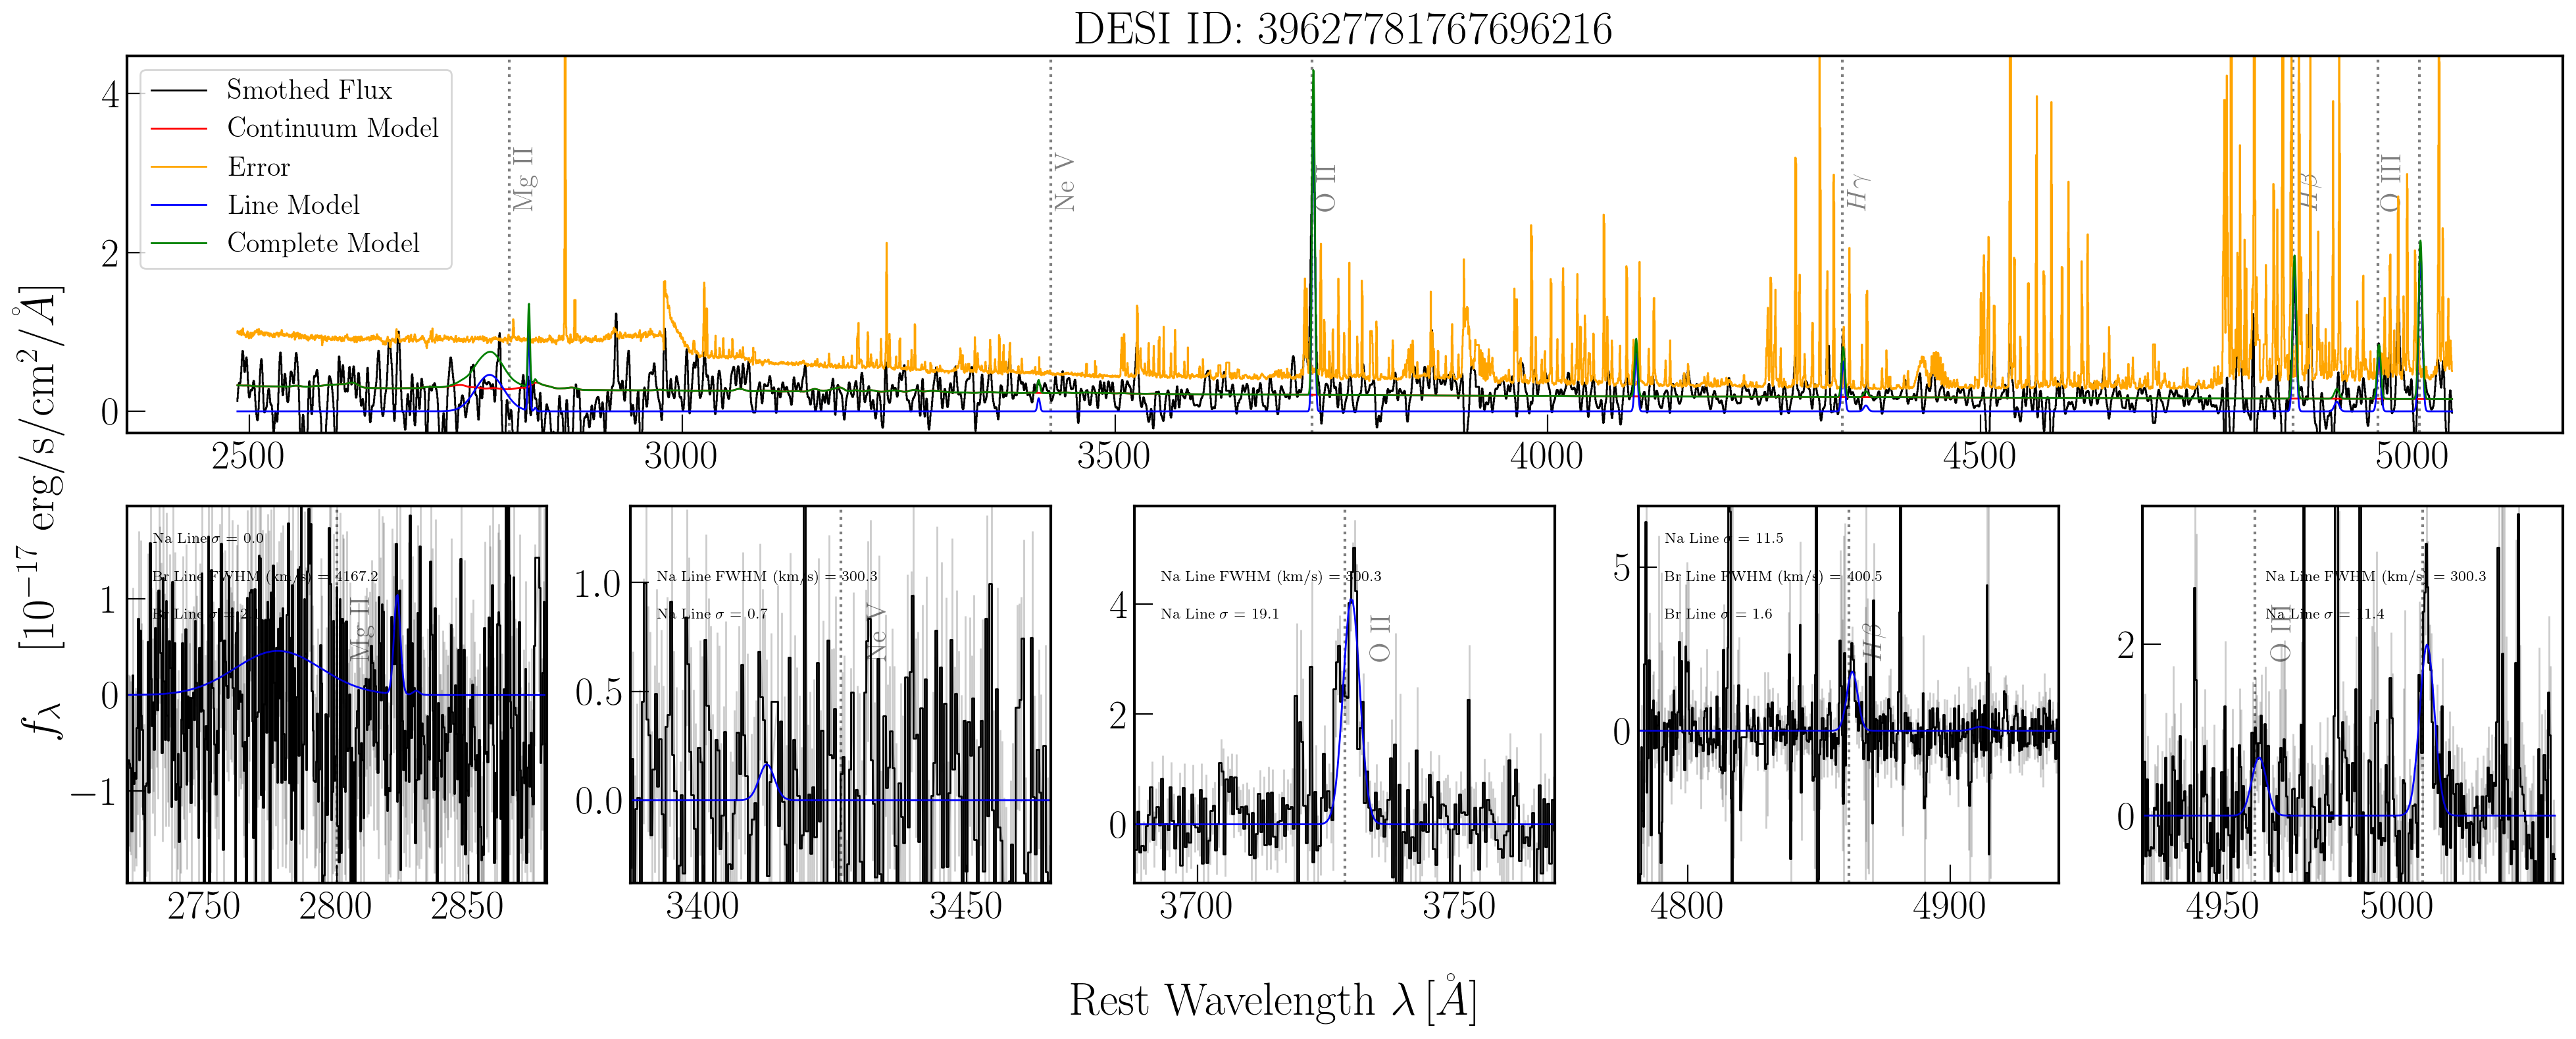 DESI ID: 39627781767696216
Smothed Flux
Continuum Model
Error
Line Model
Complete Model
Mg II
Ne V
O II
Hγ
Hβ
O III
4
2
0
2500
3000
3500
4000
4500
5000
f_λ [10^{-17} erg/s/cm^2/Å]
Na Line σ = 0.0
Br Line FWHM (km/s) = 4167.2
Mg II
1
0
−1
2750
2800
2850
Na Line FWHM (km/s) = 300.3
Na Line σ = 0.7
Ne V
1.0
0.5
0.0
3400
3450
Na Line FWHM (km/s) = 300.3
Na Line σ = 19.1
O II
4
2
0
3700
3750
Na Line σ = 11.5
Br Line FWHM (km/s) = 400.5
Br Line σ = 1.6
Hβ
5
0
4800
4900
Na Line FWHM (km/s) = 300.3
Na Line σ = 11.4
O III
2
0
4950
5000
Rest Wavelength λ [Å]